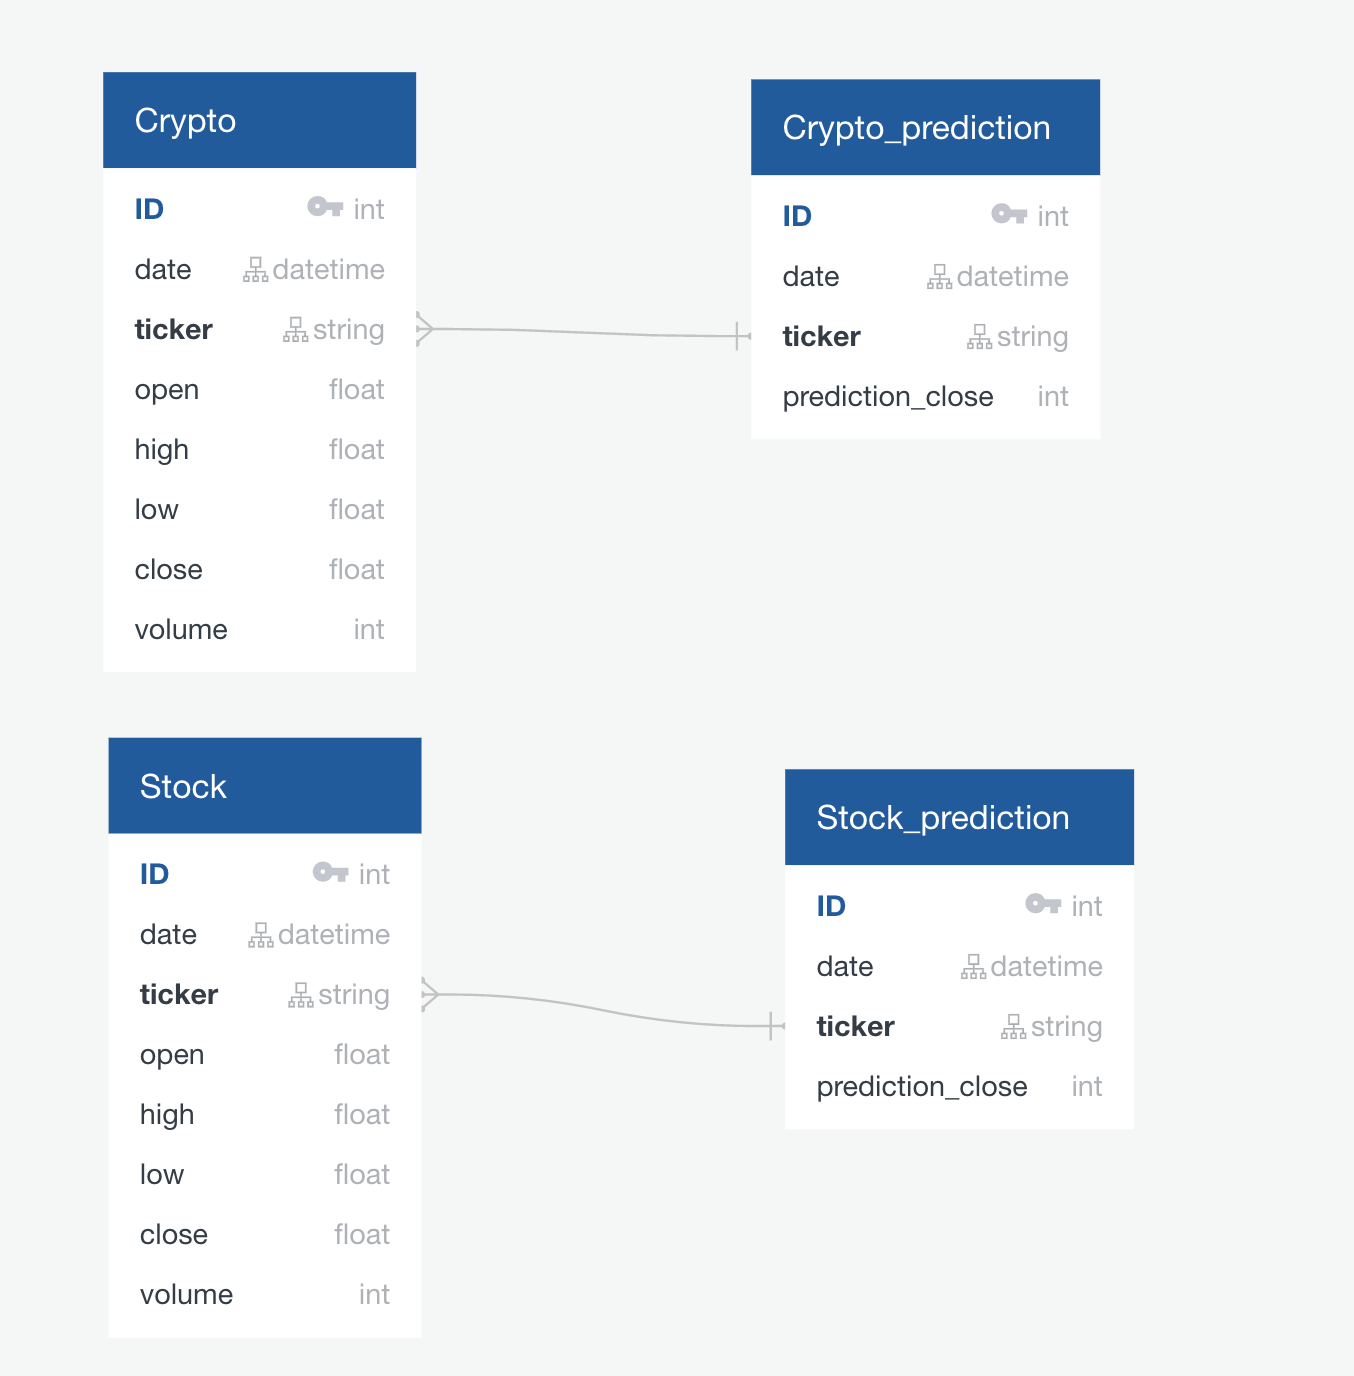 Crypto
ID int
date datetime
ticker string
open float
high float
low float
close float
volume int
Crypto_prediction
ID int
date datetime
ticker string
prediction_close int
Stock
ID int
date datetime
ticker string
open float
high float
low float
close float
volume int
Stock_prediction
ID int
date datetime
ticker string
prediction_close int